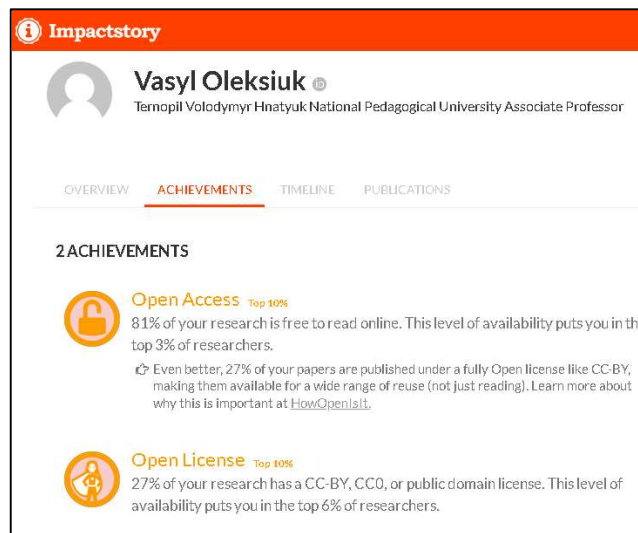 Impactstory
Vasyl Oleksiuk iD
Ternopil Volodymyr Hnatyuk National Pedagogical University Associate Professor
OVERVIEW ACHIEVEMENTS TIMELINE PUBLICATIONS
2 ACHIEVEMENTS
Open Access Top 10%
81% of your research is free to read online. This level of availability puts you in th
top 3% of researchers.
Even better, 27% of your papers are published under a fully Open license like CC-BY,
making them available for a wide range of reuse (not just reading). Learn more about
why this is important at HowOpenIsIt.
Open License Top 10%
27% of your research has a CC-BY, CC0, or public domain license. This level of
availability puts you in the top 6% of researchers.